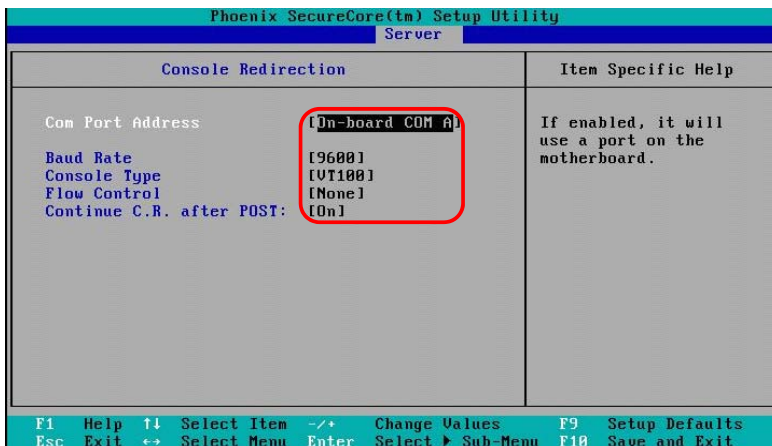 Phoenix SecureCore(tm) Setup Utility
Server
Console Redirection
Item Specific Help
Com Port Address [On-board COM A]
Baud Rate [9600]
Console Type [VT100]
Flow Control [None]
Continue C.R. after POST: [On]
If enabled, it will
use a port on the
motherboard.
F1 Help ↑↓ Select Item -/+ Change Values F9 Setup Defaults
Esc Exit ↔ Select Menu Enter Select ▶ Sub-Menu F10 Save and Exit